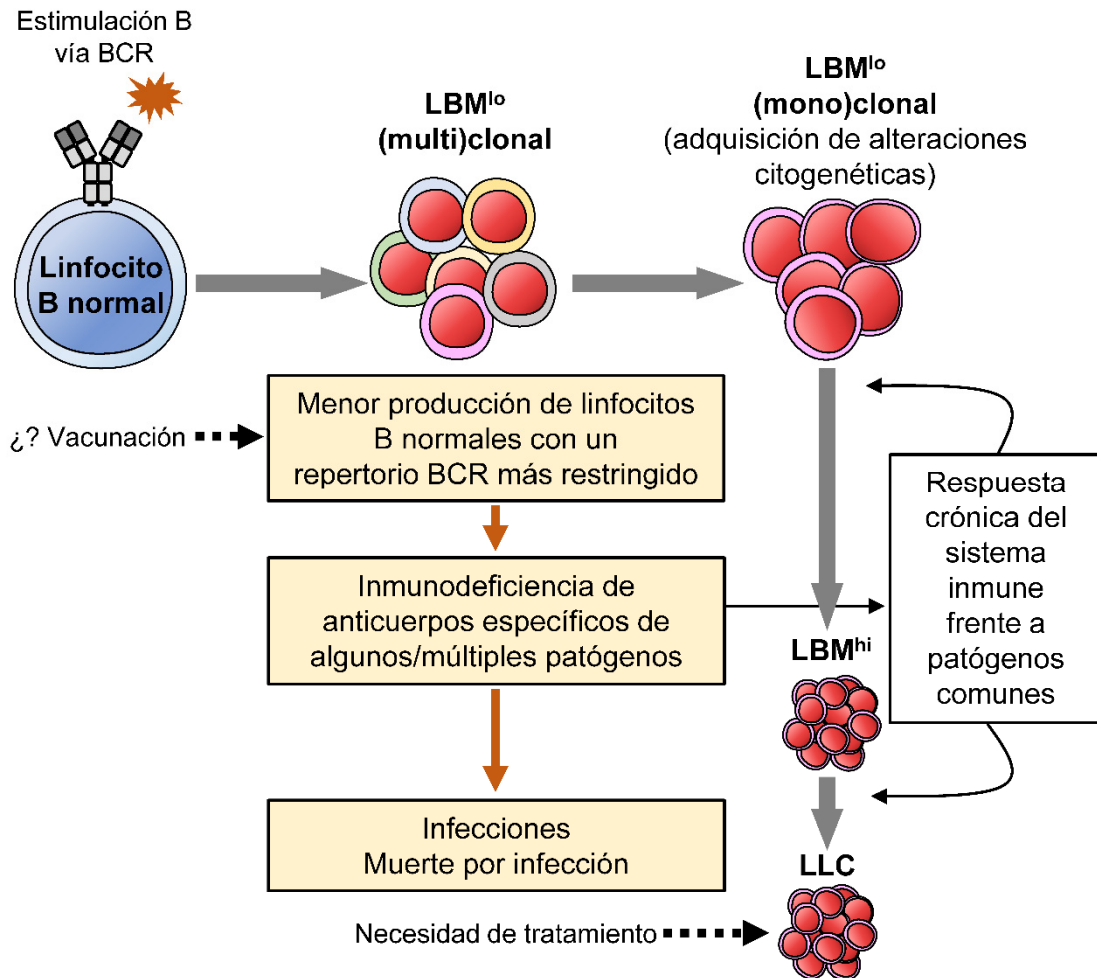 Estimulación B
vía BCR
Linfocito
B normal
LBMˡᵒ
(multi)clonal
LBMˡᵒ
(mono)clonal
(adquisición de alteraciones
citogenéticas)
¿? Vacunación
Menor producción de linfocitos
B normales con un
repertorio BCR más restringido
Inmunodeficiencia de
anticuerpos específicos de
algunos/múltiples patógenos
Infecciones
Muerte por infección
Respuesta
crónica del
sistema
inmune
frente a
patógenos
comunes
LBMʰⁱ
LLC
Necesidad de tratamiento